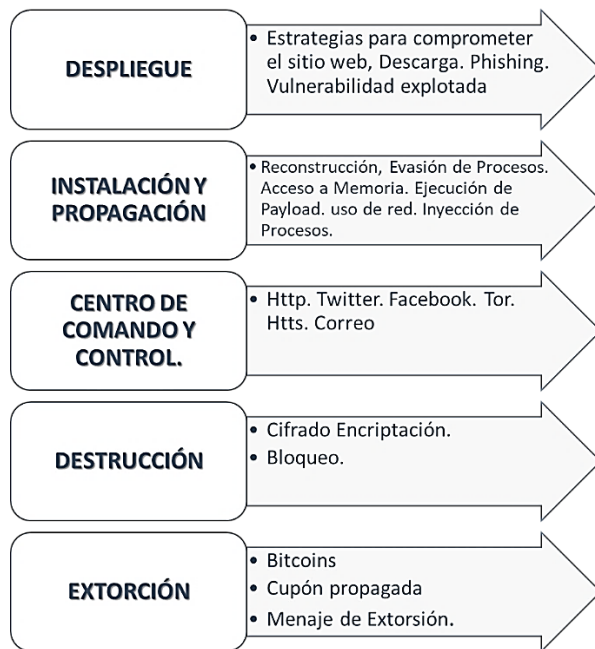 DESPLIEGUE
• Estrategias para comprometer
el sitio web, Descarga. Phishing.
Vulnerabilidad explotada
INSTALACIÓN Y
PROPAGACIÓN
• Reconstrucción, Evasión de Procesos.
Acceso a Memoria. Ejecución de
Payload. uso de red. Inyección de
Procesos.
CENTRO DE
COMANDO Y
CONTROL.
• Http. Twitter. Facebook. Tor.
Htts. Correo
DESTRUCCIÓN
• Cifrado Encriptación.
• Bloqueo.
EXTORCIÓN
• Bitcoins
• Cupón propagada
• Menaje de Extorsión.